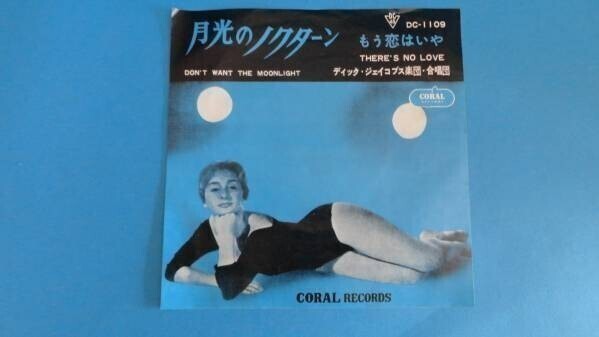 月光のノクターン
DON'T WANT THE MOONLIGHT
DC-1109
もう恋はいや
THERE'S NO LOVE
ディック・ジェイコブス楽団・合唱団
CORAL
CORAL RECORDS